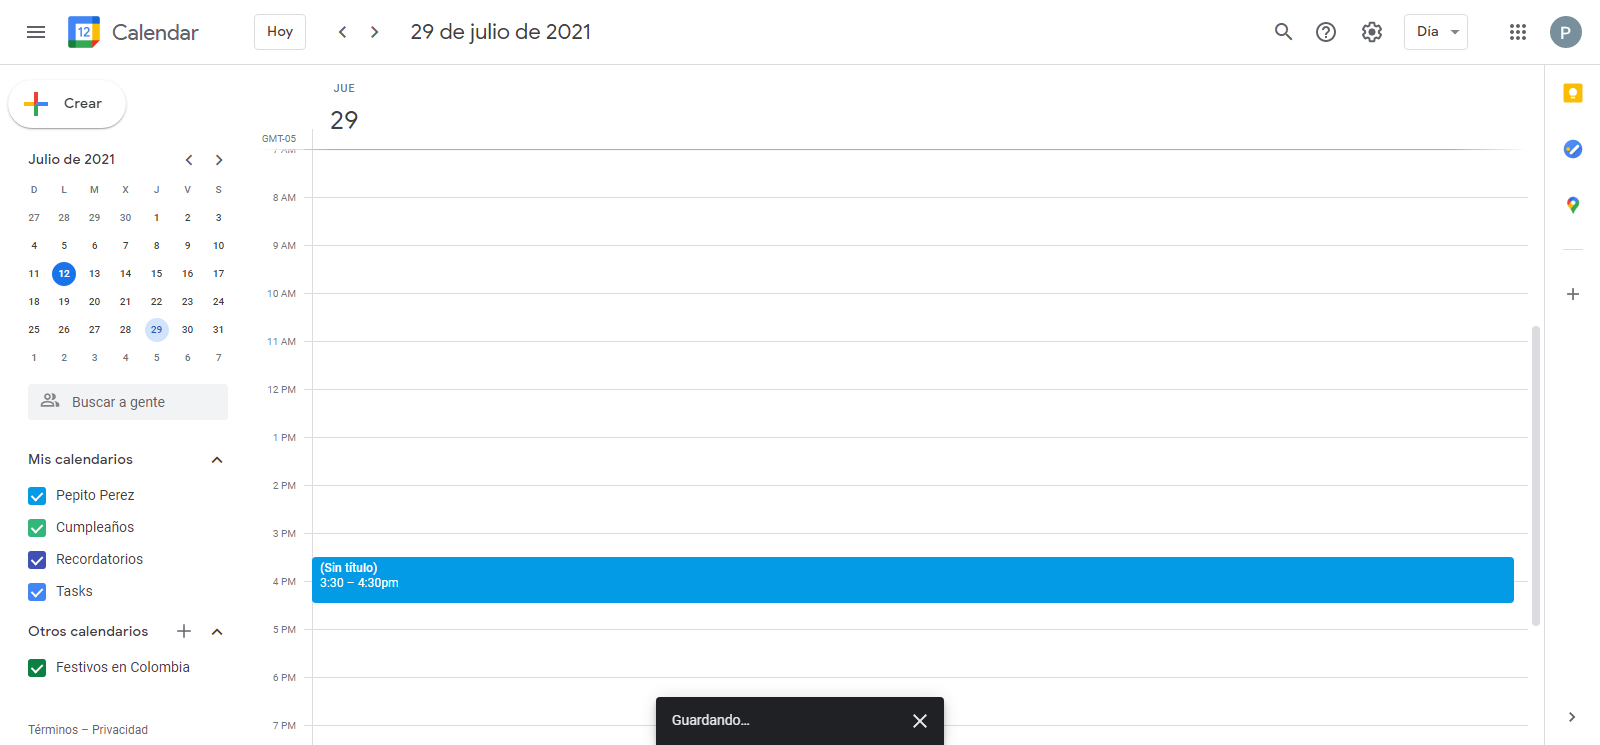 12 Calendar Hoy 29 de julio de 2021 Día P
Crear
JUE
29
GMT-05
7 AM
Julio de 2021
D L M X J V S
27 28 29 30 1 2 3
4 5 6 7 8 9 10
11 12 13 14 15 16 17
18 19 20 21 22 23 24
25 26 27 28 29 30 31
1 2 3 4 5 6 7
Buscar a gente
Mis calendarios
Pepito Perez
Cumpleaños
Recordatorios
Tasks
Otros calendarios
Festivos en Colombia
Términos – Privacidad
8 AM
9 AM
10 AM
11 AM
12 PM
1 PM
2 PM
3 PM
(Sin título)
3:30 – 4:30pm
4 PM
5 PM
6 PM
7 PM
Guardando...